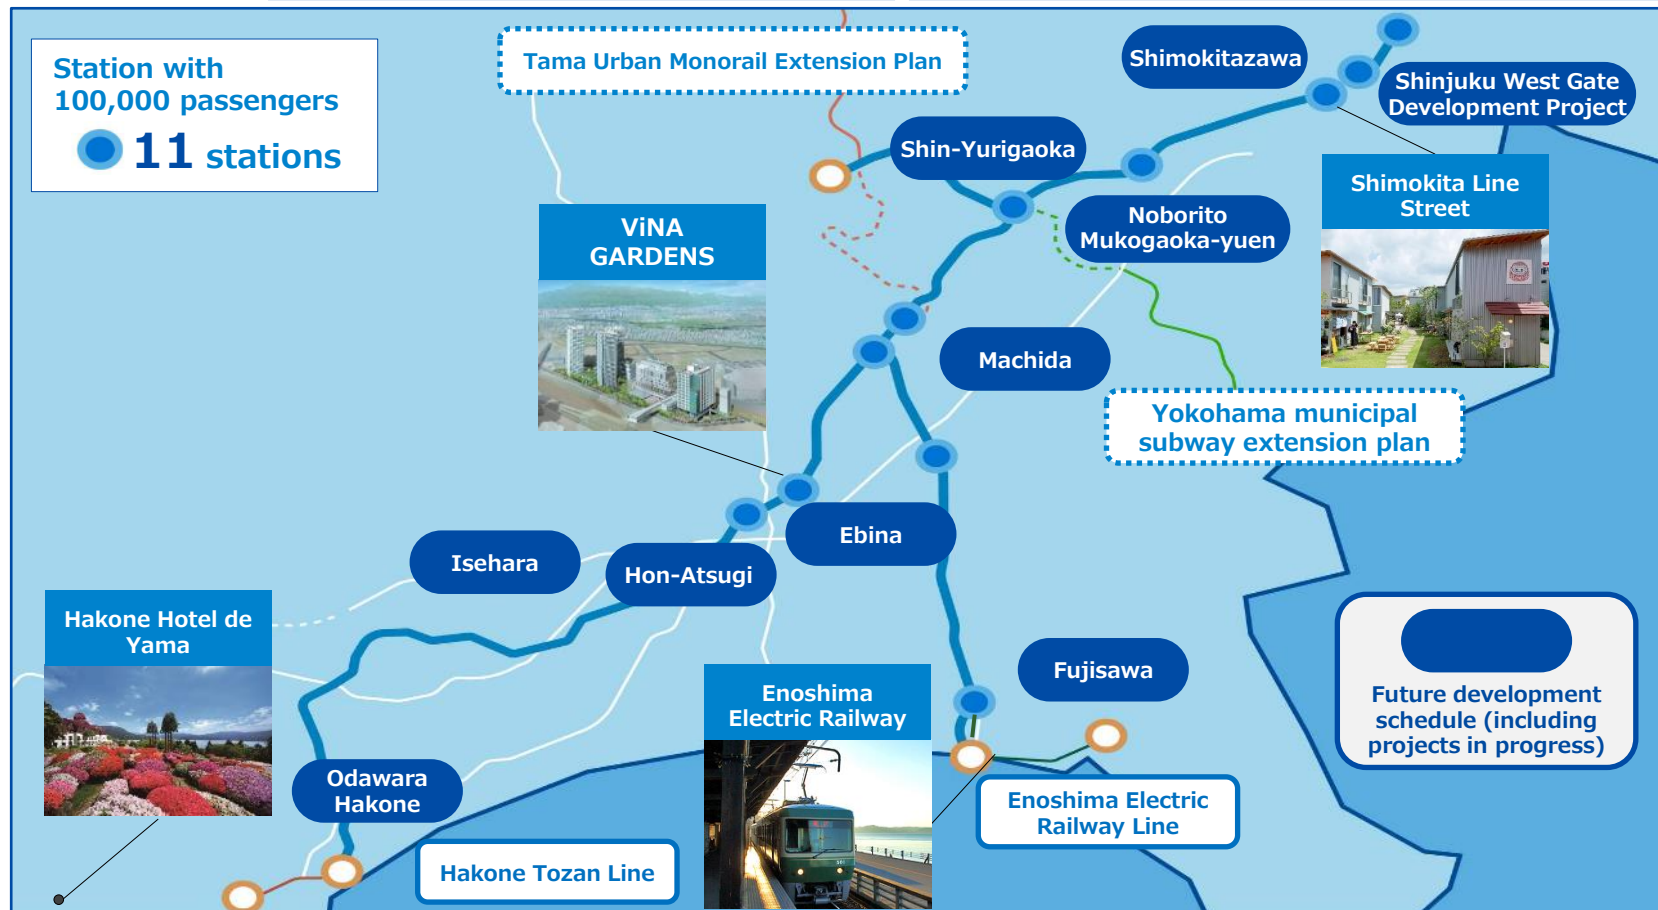 Station with
100,000 passengers
11 stations
Tama Urban Monorail Extension Plan
Shimokitazawa
Shinjuku West Gate
Development Project
Shin-Yurigaoka
Shimokita Line
Street
Noborito
Mukogaoka-yuen
ViNA
GARDENS
Machida
Yokohama municipal
subway extension plan
Ebina
Isehara
Hon-Atsugi
Hakone Hotel de
Yama
Fujisawa
Enoshima
Electric Railway
Future development
schedule (including
projects in progress)
Odawara
Hakone
Enoshima Electric
Railway Line
Hakone Tozan Line